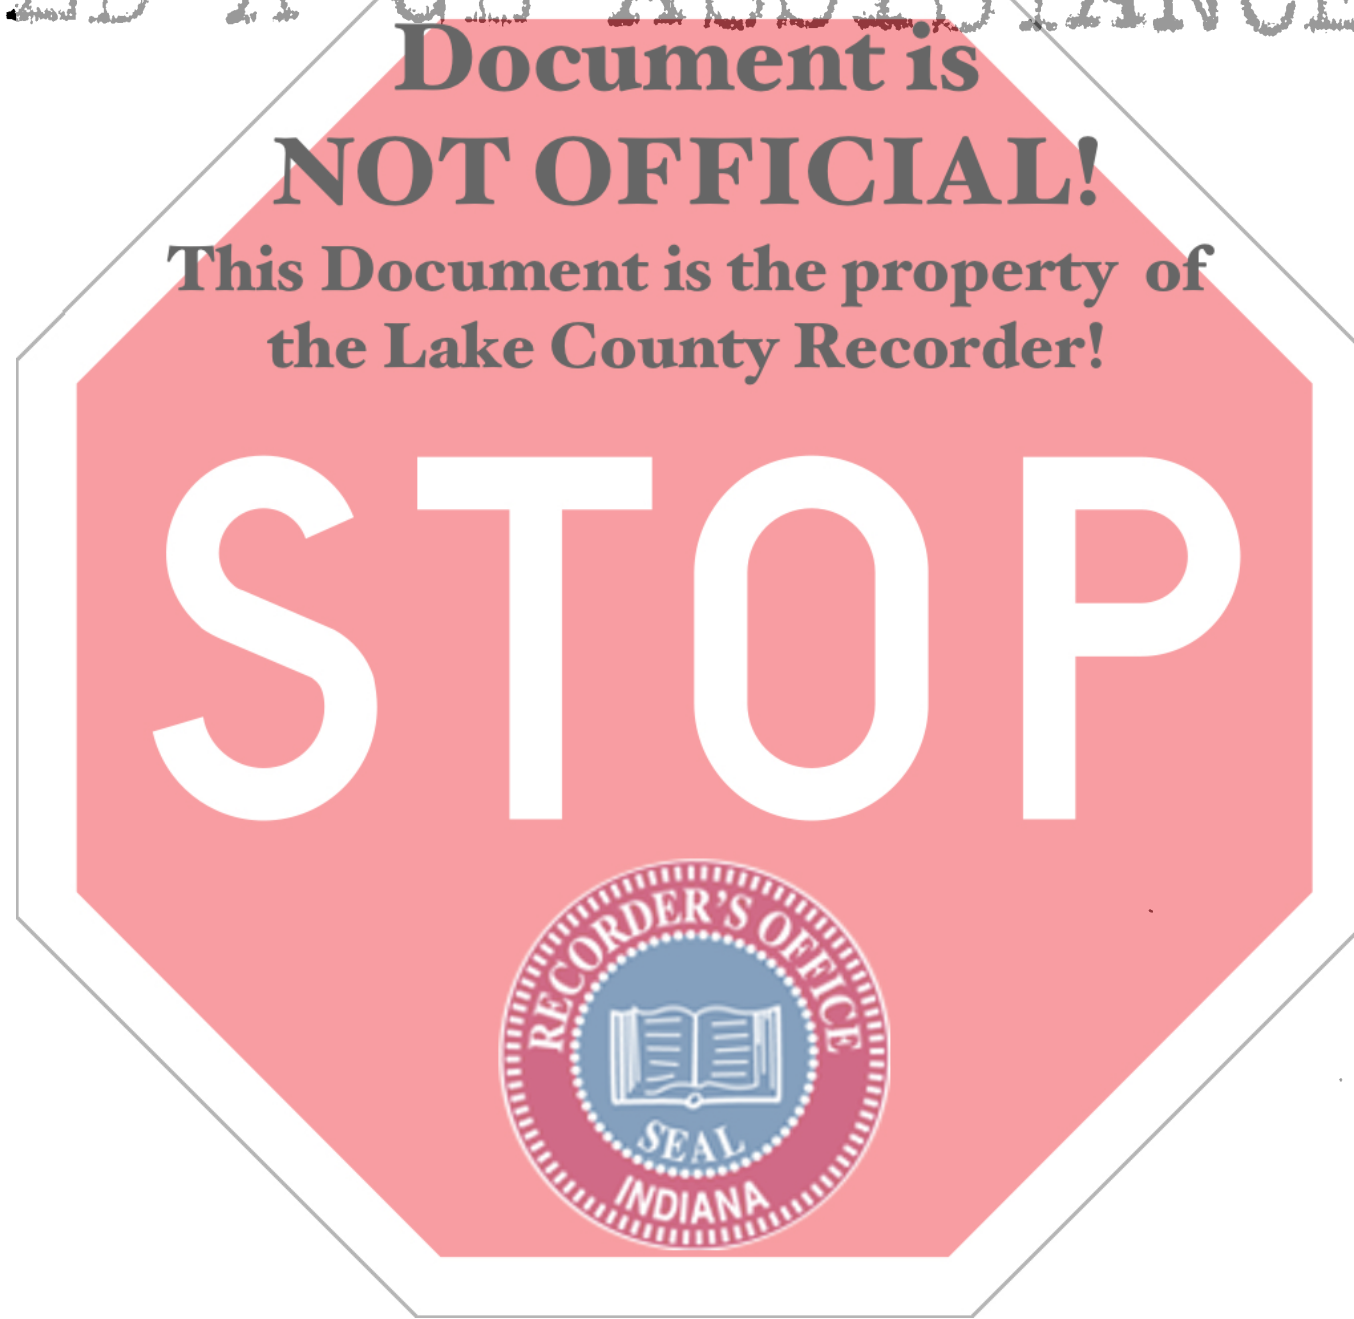 Document is
NOT OFFICIAL!
This Document is the property of
the Lake County Recorder!
STOP
RECORDER'S OFFICE
SEAL
INDIANA